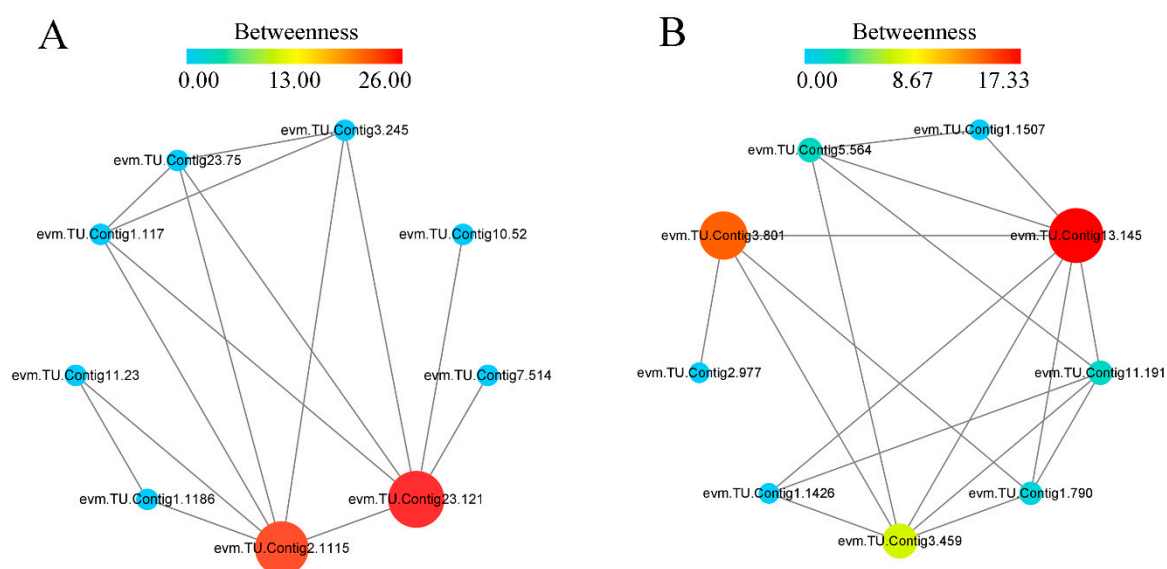 A
Betweenness
0.00 13.00 26.00
evm.TU.Contig3.245
evm.TU.Contig23.75
evm.TU.Contig1.117
evm.TU.Contig10.52
evm.TU.Contig11.23
evm.TU.Contig7.514
evm.TU.Contig1.1186
evm.TU.Contig23.121
evm.TU.Contig2.1115
B
Betweenness
0.00 8.67 17.33
evm.TU.Contig1.1507
evm.TU.Contig5.564
evm.TU.Contig3.801
evm.TU.Contig13.145
evm.TU.Contig2.977
evm.TU.Contig11.191
evm.TU.Contig1.1426
evm.TU.Contig1.790
evm.TU.Contig3.459